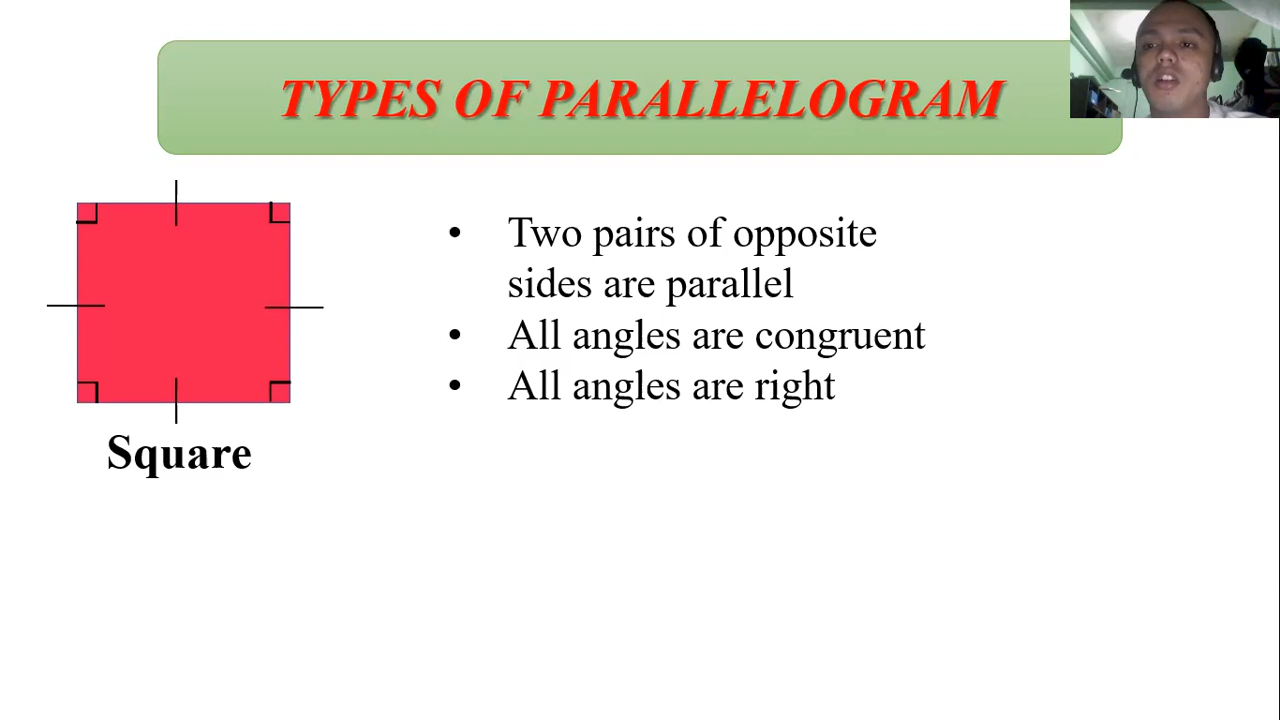 TYPES OF PARALLELOGRAM
• Two pairs of opposite
sides are parallel
• All angles are congruent
• All angles are right
Square